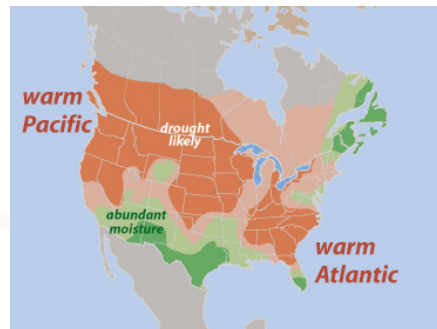 warm
Pacific
drought
likely
abundant
moisture
warm
Atlantic